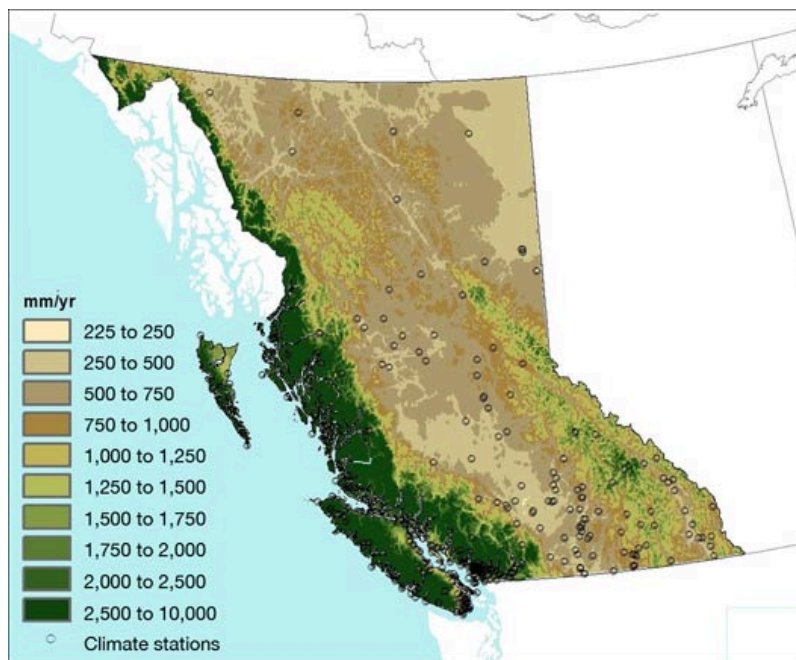 mm/yr
225 to 250
250 to 500
500 to 750
750 to 1,000
1,000 to 1,250
1,250 to 1,500
1,500 to 1,750
1,750 to 2,000
2,000 to 2,500
2,500 to 10,000
Climate stations